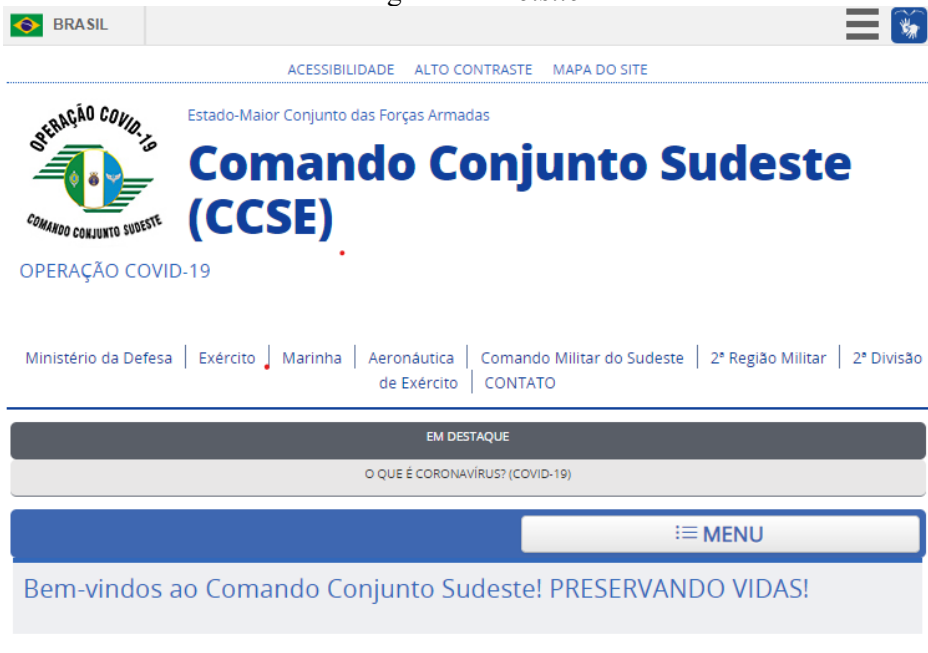 BRASIL
ACESSIBILIDADE ALTO CONTRASTE MAPA DO SITE
OPERAÇÃO COVID-19
COMANDO CONJUNTO SUDESTE
Estado-Maior Conjunto das Forças Armadas
Comando Conjunto Sudeste
(CCSE)
OPERAÇÃO COVID-19
Ministério da Defesa | Exército | Marinha | Aeronáutica | Comando Militar do Sudeste | 2ª Região Militar | 2ª Divisão
de Exército | CONTATO
EM DESTAQUE
O QUE É CORONAVÍRUS? (COVID-19)
MENU
Bem-vindos ao Comando Conjunto Sudeste! PRESERVANDO VIDAS!